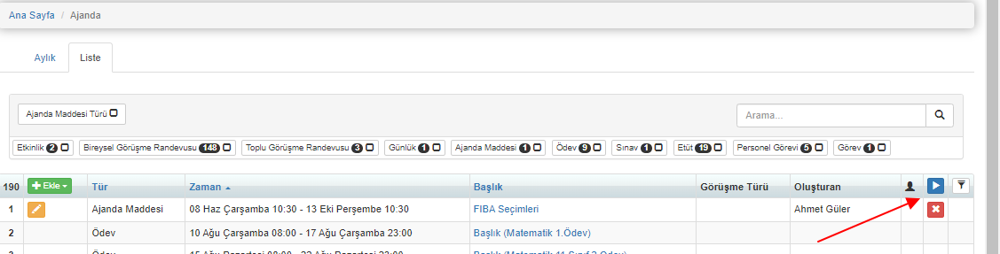 Ana Sayfa / Ajanda
Aylık Liste
Ajanda Maddesi Türü
Arama...
Etkinlik 2 Bireysel Görüşme Randevusu 148 Toplu Görüşme Randevusu 3 Günlük 1 Ajanda Maddesi 1 Ödev 9 Sınav 1 Etüt 19 Personel Görevi 5 Görev 1
190 Ekle Tür Zaman Başlık Görüşme Türü Oluşturan
1 Ajanda Maddesi 08 Haz Çarşamba 10:30 - 13 Eki Perşembe 10:30 FIBA Seçimleri Ahmet Güler
2 Ödev 10 Ağu Çarşamba 08:00 - 17 Ağu Çarşamba 23:00 Başlık (Matematik 1.Ödev)
3 Ödev 15 Ağu Pazartesi 08:00 - 22 Ağu Pazartesi 23:00 Başlık (Matematik 11.Sınıf 2.Ödev)